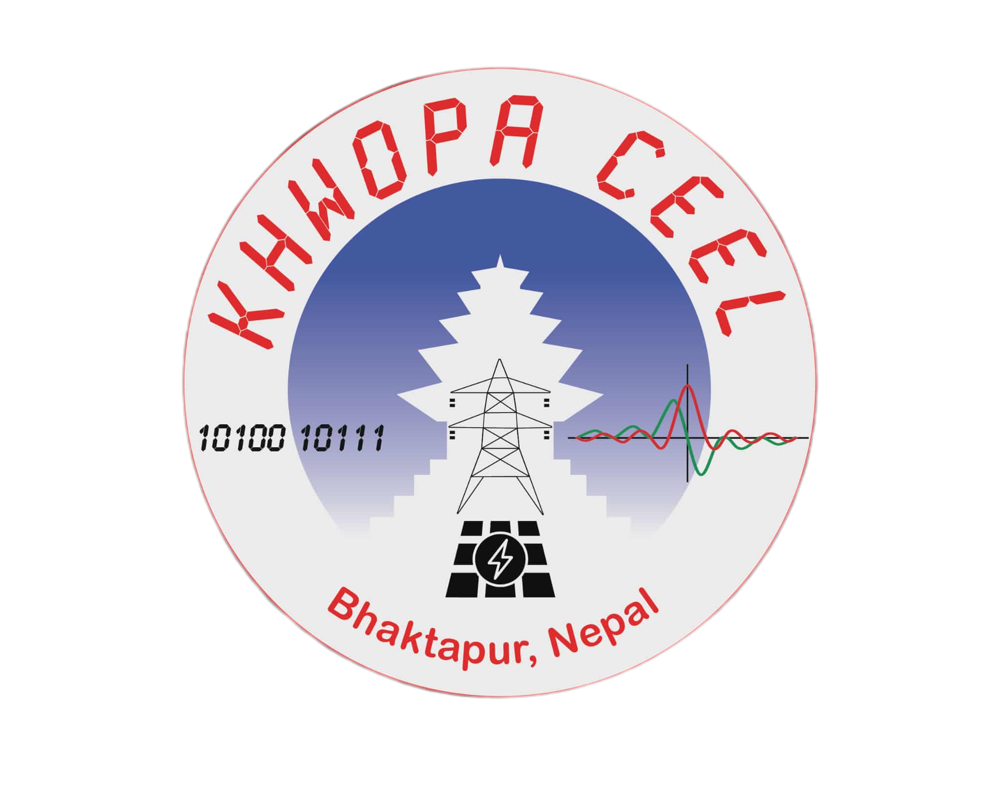 KHWOPA CEEL
10100 10111
Bhaktapur, Nepal